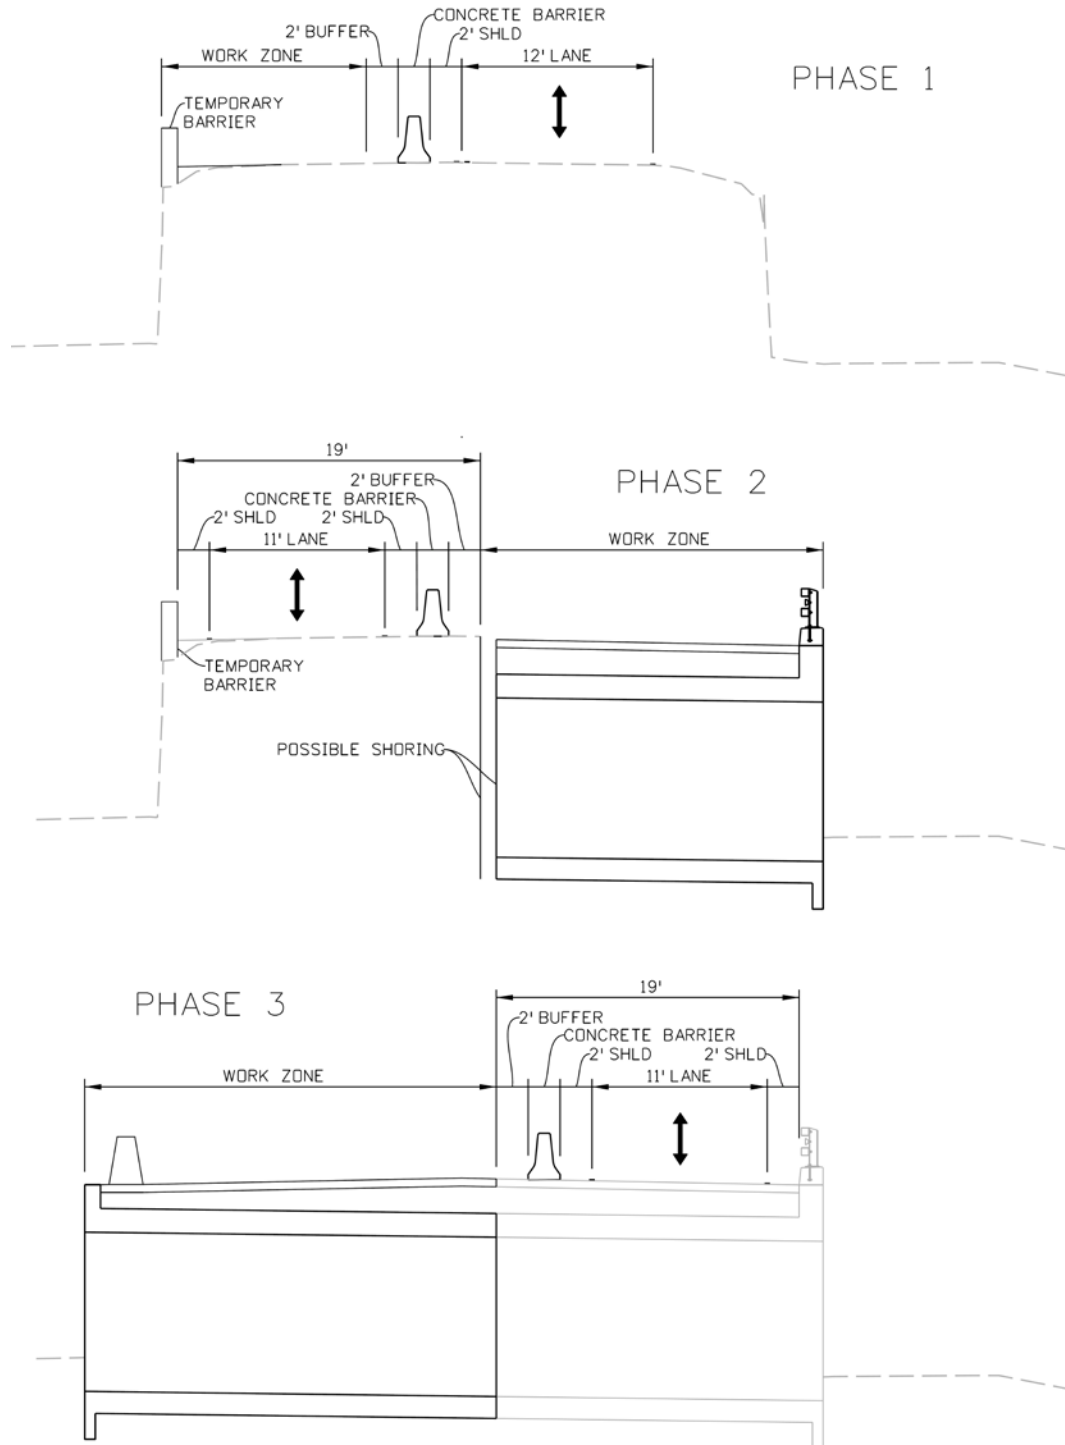 CONCRETE BARRIER
2' BUFFER
2' SHLD
WORK ZONE
12' LANE
PHASE 1
TEMPORARY
BARRIER
19'
2' BUFFER
PHASE 2
CONCRETE BARRIER
2' SHLD
2' SHLD
11' LANE
WORK ZONE
TEMPORARY
BARRIER
POSSIBLE SHORING
PHASE 3
19'
2' BUFFER
CONCRETE BARRIER
2' SHLD
2' SHLD
WORK ZONE
11' LANE